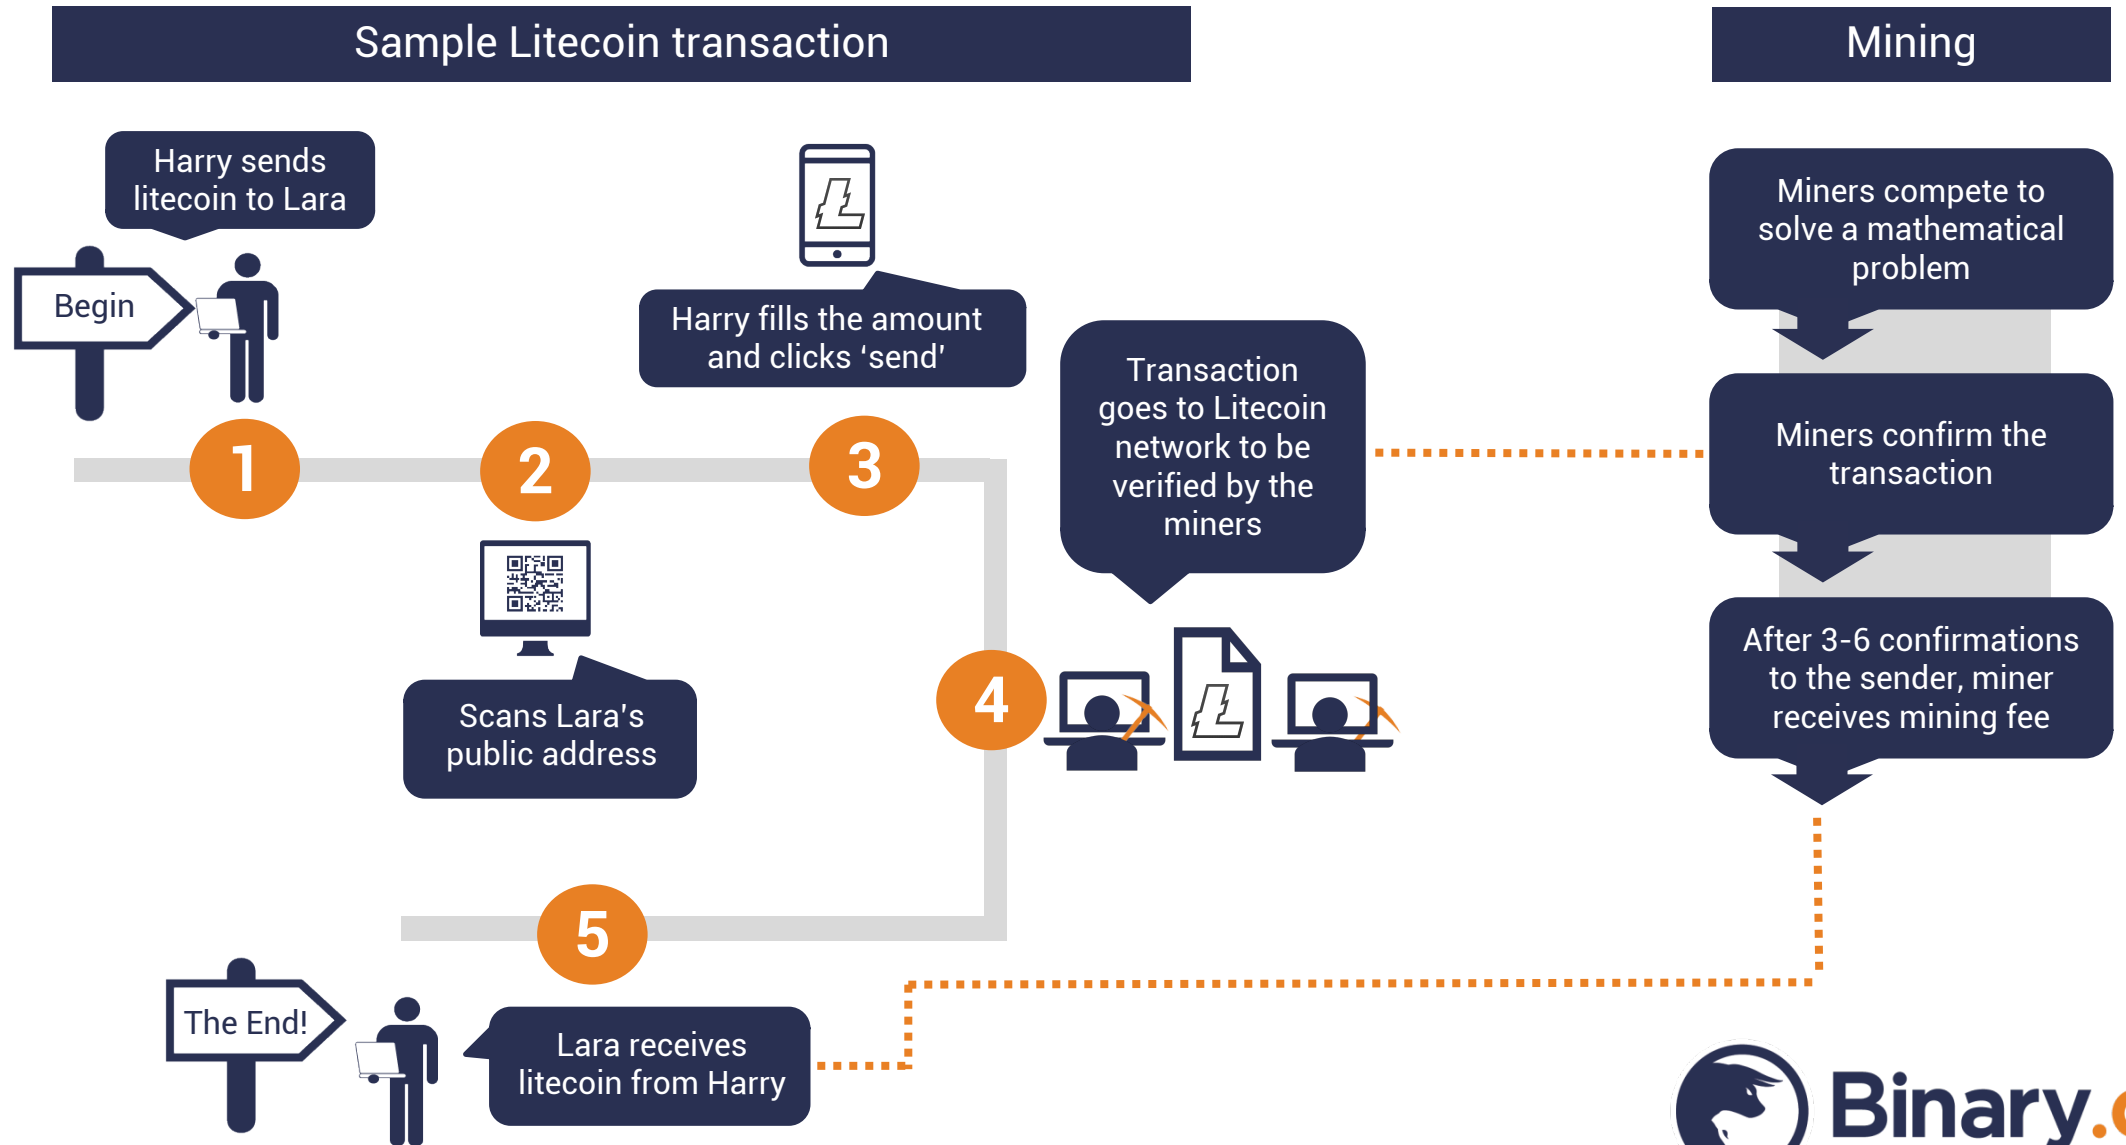 Sample Litecoin transaction
Mining
Harry sends
litecoin to Lara
Begin
1
2
Scans Lara's
public address
3
Harry fills the amount
and clicks ‘send’
4
Transaction
goes to Litecoin
network to be
verified by the
miners
Miners compete to
solve a mathematical
problem
Miners confirm the
transaction
After 3-6 confirmations
to the sender, miner
receives mining fee
5
The End!
Lara receives
litecoin from Harry
Binary.